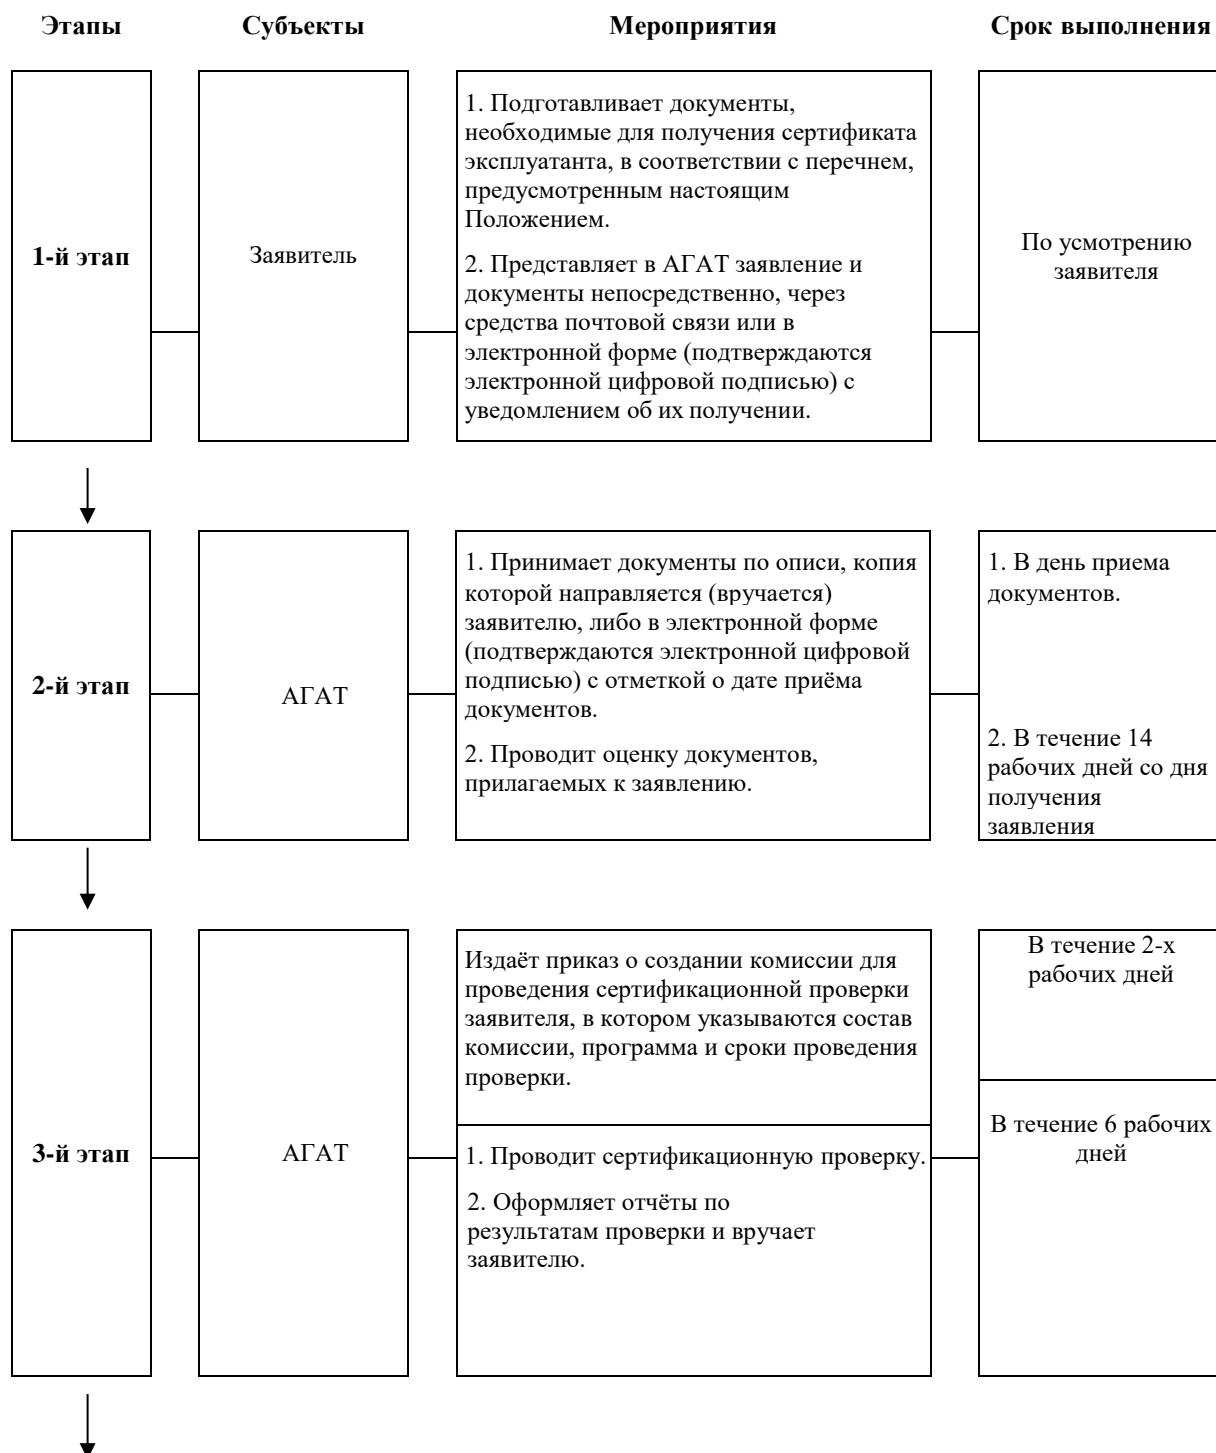 Этапы Субъекты Мероприятия Срок выполнения
1-й этап
Заявитель
1. Подготавливает документы,
необходимые для получения сертификата
эксплуатанта, в соответствии с перечнем,
предусмотренным настоящим
Положением.
2. Представляет в АГАТ заявление и
документы непосредственно, через
средства почтовой связи или в
электронной форме (подтверждаются
электронной цифровой подписью) с
уведомлением об их получении.
По усмотрению
заявителя
2-й этап
АГАТ
1. Принимает документы по описи, копия
которой направляется (вручается)
заявителю, либо в электронной форме
(подтверждаются электронной цифровой
подписью) с отметкой о дате приёма
документов.
2. Проводит оценку документов,
прилагаемых к заявлению.
1. В день приема
документов.
2. В течение 14
рабочих дней со дня
получения
заявления
3-й этап
АГАТ
Издаёт приказ о создании комиссии для
проведения сертификационной проверки
заявителя, в котором указываются состав
комиссии, программа и сроки проведения
проверки.
В течение 2-х
рабочих дней
1. Проводит сертификационную проверку.
2. Оформляет отчёты по
результатам проверки и вручает
заявителю.
В течение 6 рабочих
дней